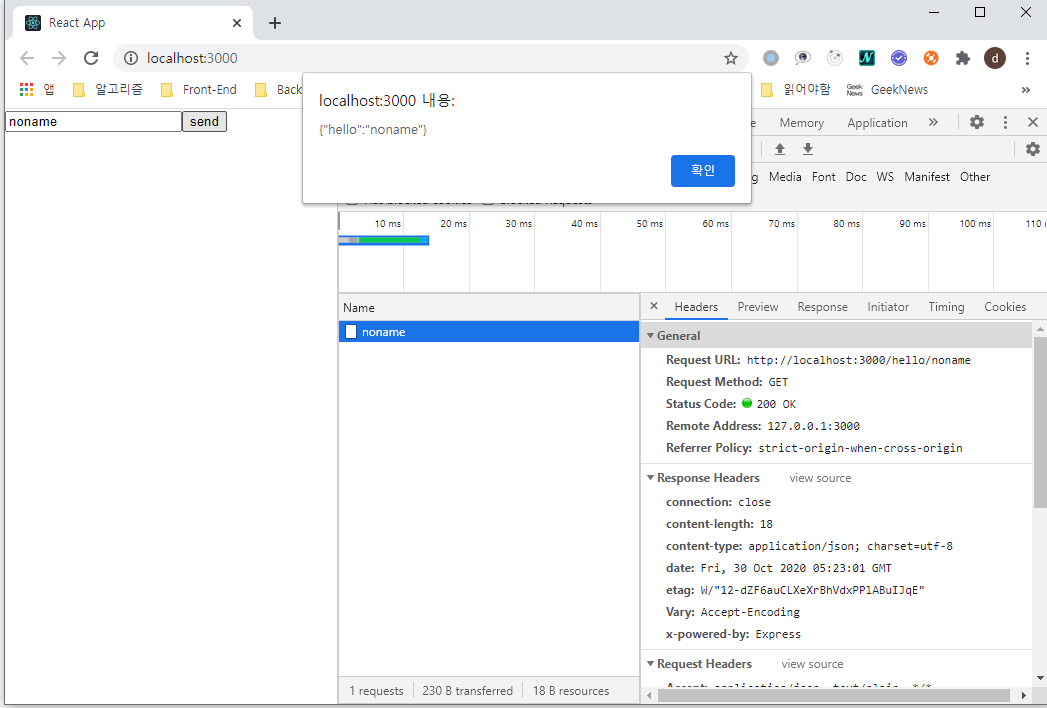 React App
localhost:3000
d
앱 알고리즘 Front-End Back 읽어야함 Geek News GeekNews »
noname send
localhost:3000 내용:
{"hello":"noname"}
확인
Memory Application »
Media Font Doc WS Manifest Other
10 ms 20 ms 30 ms 40 ms 50 ms 60 ms 70 ms 80 ms 90 ms 100 ms 110
Name
noname
Headers Preview Response Initiator Timing Cookies
General
Request URL: http://localhost:3000/hello/noname
Request Method: GET
Status Code: 200 OK
Remote Address: 127.0.0.1:3000
Referrer Policy: strict-origin-when-cross-origin
Response Headers view source
connection: close
content-length: 18
content-type: application/json; charset=utf-8
date: Fri, 30 Oct 2020 05:23:01 GMT
etag: W/"12-dZF6auCLXeXrBhVdxPPlABuIJqE"
Vary: Accept-Encoding
x-powered-by: Express
Request Headers view source
Accept: application/json, text/plain, */*
1 requests 230 B transferred 18 B resources